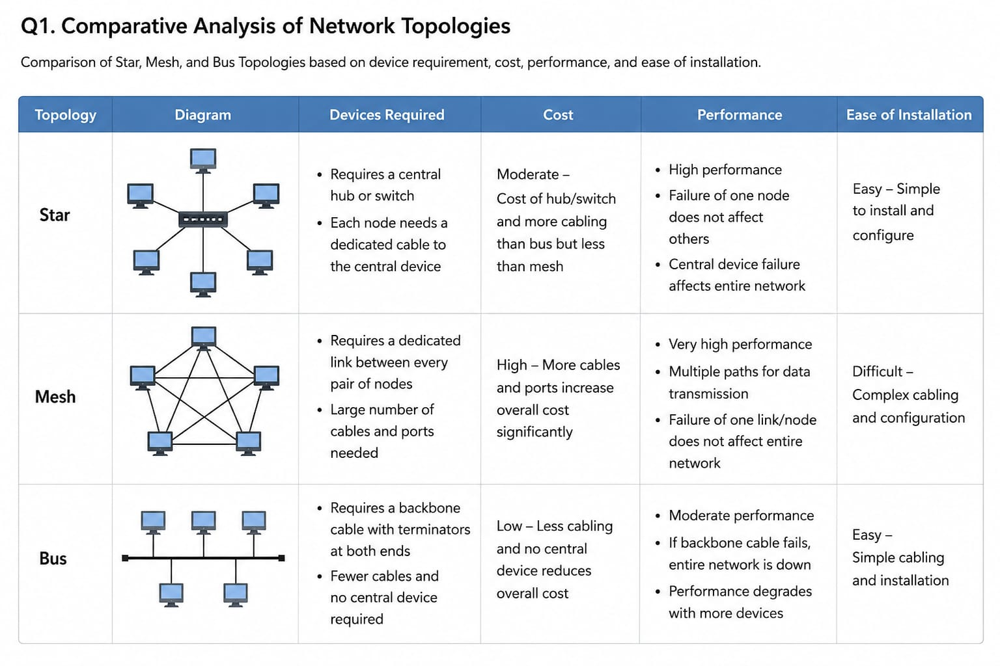 Q1. Comparative Analysis of Network Topologies
Comparison of Star, Mesh, and Bus Topologies based on device requirement, cost, performance, and ease of installation.
Topology Diagram Devices Required Cost Performance Ease of Installation
Star
• Requires a central
hub or switch
• Each node needs a
dedicated cable to
the central device
Moderate –
Cost of hub/switch
and more cabling
than bus but less
than mesh
• High performance
• Failure of one node
does not affect
others
• Central device failure
affects entire network
Easy – Simple
to install and
configure
Mesh
• Requires a dedicated
link between every
pair of nodes
• Large number of
cables and ports
needed
High – More cables
and ports increase
overall cost
significantly
• Very high performance
• Multiple paths for data
transmission
• Failure of one link/node
does not affect entire
network
Difficult –
Complex cabling
and configuration
Bus
• Requires a backbone
cable with terminators
at both ends
• Fewer cables and
no central device
required
Low – Less cabling
and no central
device reduces
overall cost
• Moderate performance
• If backbone cable fails,
entire network is down
• Performance degrades
with more devices
Easy –
Simple cabling
and installation